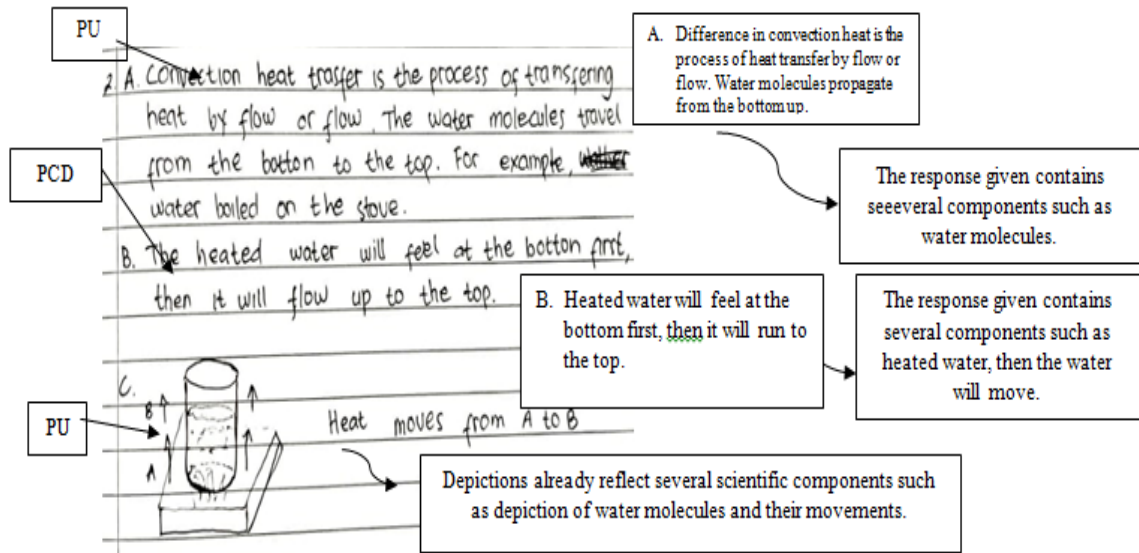 PU
2. A. Convection heat trasfer is the process of transfering
heat by flow or flow. The water molecules travel
from the botton to the top. For example,
water boiled on the stove.
B. The heated water will feel at the botton first,
then it will flow up to the top.
PCD
C.
B
A
Heat moves from A to B
PU
A. Difference in convection heat is the
process of heat transfer by flow or
flow. Water molecules propagate
from the bottom up.
The response given contains
seeeveral components such as
water molecules.
B. Heated water will feel at the
bottom first, then it will run to
the top.
The response given contains
several components such as
heated water, then the water
will move.
Depictions already reflect several scientific components such
as depiction of water molecules and their movements.